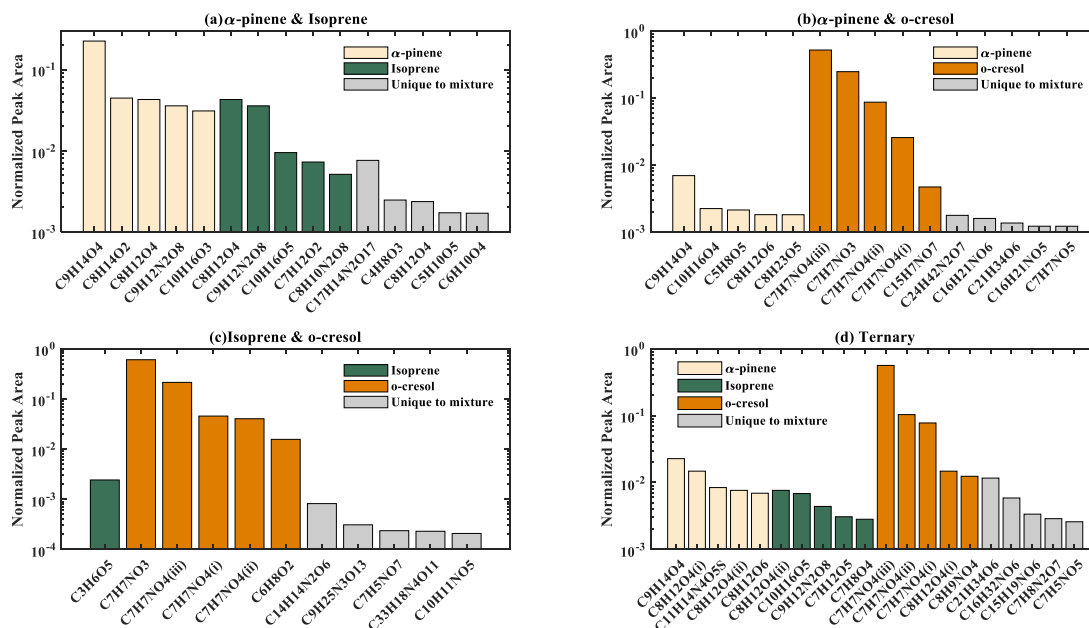 (a)α-pinene & Isoprene
Normalized Peak Area
10^-1
10^-2
10^-3
α-pinene
Isoprene
Unique to mixture
C9H14O4
C8H14O2
C8H12O4
C9H12N2O8
C10H16O3
C8H12O4
C9H12N2O8
C10H16O5
C7H12O2
C8H10N2O8
C17H14N2O17
C4H8O3
C8H12O4
C5H10O5
C6H10O4
(b)α-pinene & o-cresol
Normalized Peak Area
10^0
10^-1
10^-2
10^-3
α-pinene
o-cresol
Unique to mixture
C9H14O4
C10H16O4
C5H8O5
C8H12O6
C8H23O5
C7H7NO4(iii)
C7H7NO3
C7H7NO4(ii)
C7H7NO4(i)
C15H7NO7
C24H42N2O7
C16H21NO6
C21H34O6
C16H21NO5
C7H7NO5
(c)Isoprene & o-cresol
Normalized Peak Area
10^0
10^-1
10^-2
10^-3
10^-4
Isoprene
o-cresol
Unique to mixture
C3H6O5
C7H7NO3
C7H7NO4(iii)
C7H7NO4(i)
C7H7NO4(ii)
C6H8O2
C14H14N2O6
C9H25N3O13
C7H5NO7
C33H18N4O11
C10H11NO5
(d) Ternary
Normalized Peak Area
10^0
10^-1
10^-2
10^-3
α-pinene
Isoprene
o-cresol
Unique to mixture
C9H14O4
C8H12O4(i)
C11H14N4O5S
C8H12O4(ii)
C8H12O6
C8H12O4(ii)
C10H16O5
C9H12N2O8
C7H12O5
C7H8O4
C7H7NO4(iii)
C7H7NO4(ii)
C7H7NO4(i)
C8H12O4(i)
C8H9NO4
C21H34O6
C16H32NO6
C15H19NO6
C7H8N2O7
C7H5NO5